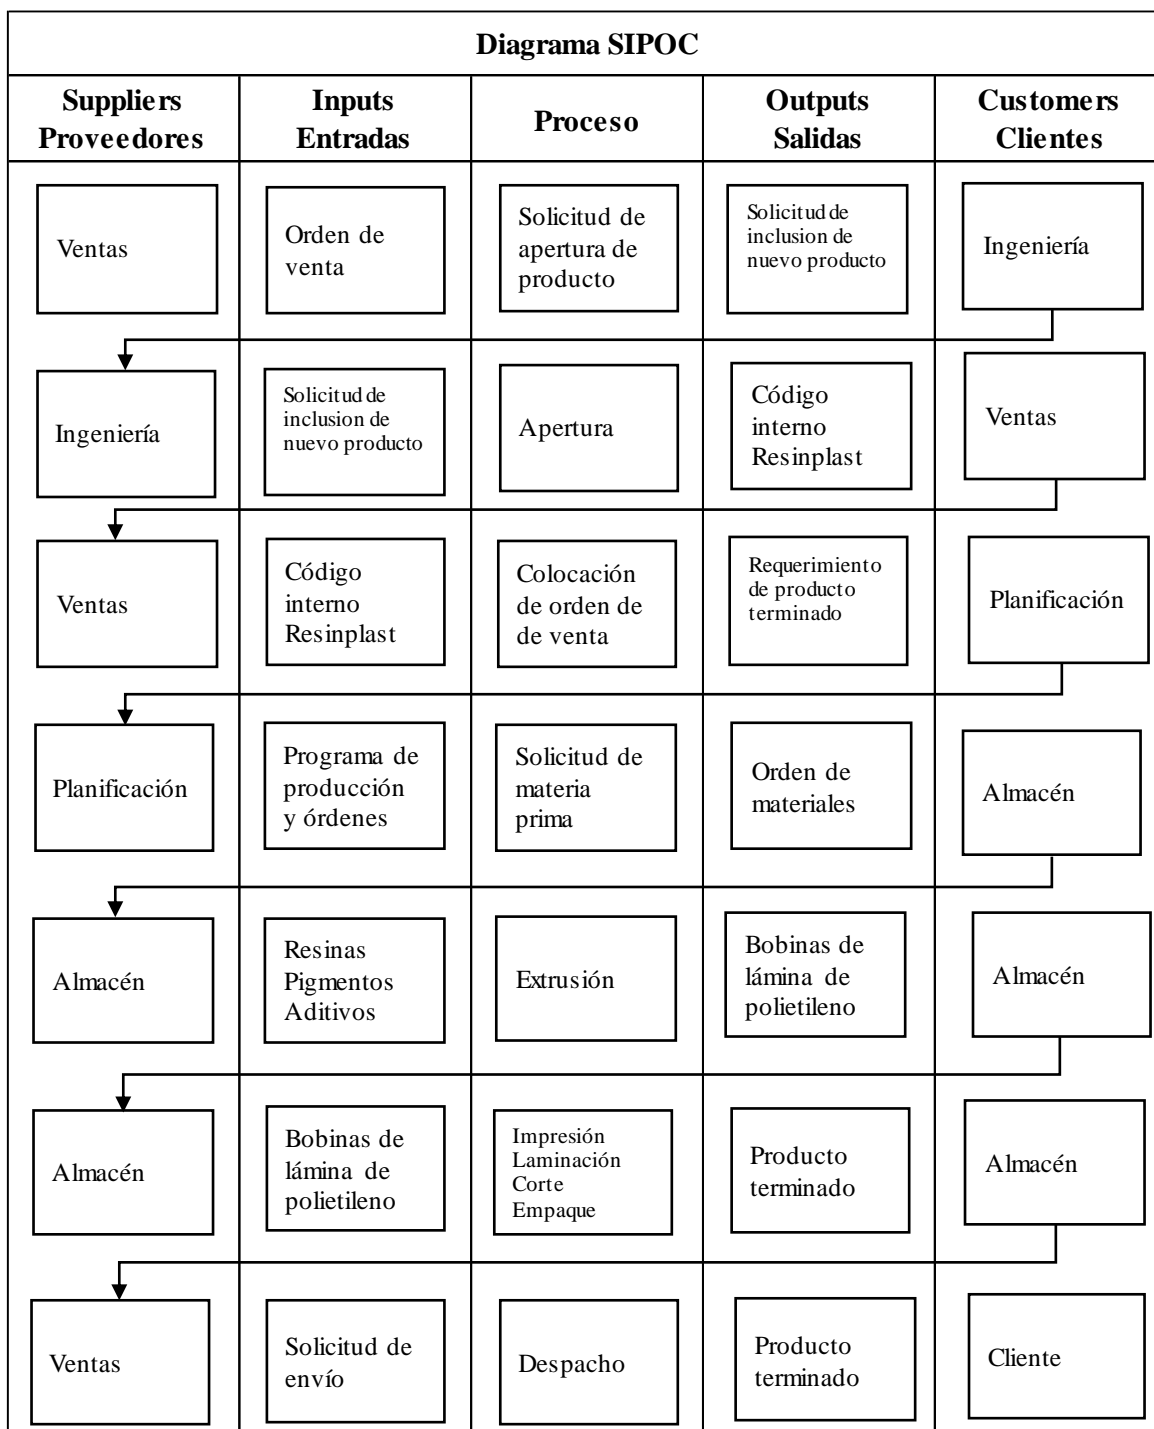 Diagrama SIPOC
Suppliers
Proveedores
Inputs
Entradas
Proceso
Outputs
Salidas
Customers
Clientes
Ventas
Orden de
venta
Solicitud de
apertura de
producto
Solicitud de
inclusion de
nuevo producto
Ingeniería
Ingeniería
Solicitud de
inclusion de
nuevo producto
Apertura
Código
interno
Resinplast
Ventas
Ventas
Código
interno
Resinplast
Colocación
de orden de
de venta
Requerimiento
de producto
terminado
Planificación
Planificación
Programa de
producción
y órdenes
Solicitud de
materia
prima
Orden de
materiales
Almacén
Almacén
Resinas
Pigmentos
Aditivos
Extrusión
Bobinas de
lámina de
polietileno
Almacén
Almacén
Bobinas de
lámina de
polietileno
Impresión
Laminación
Corte
Empaque
Producto
terminado
Almacén
Ventas
Solicitud de
envío
Despacho
Producto
terminado
Cliente